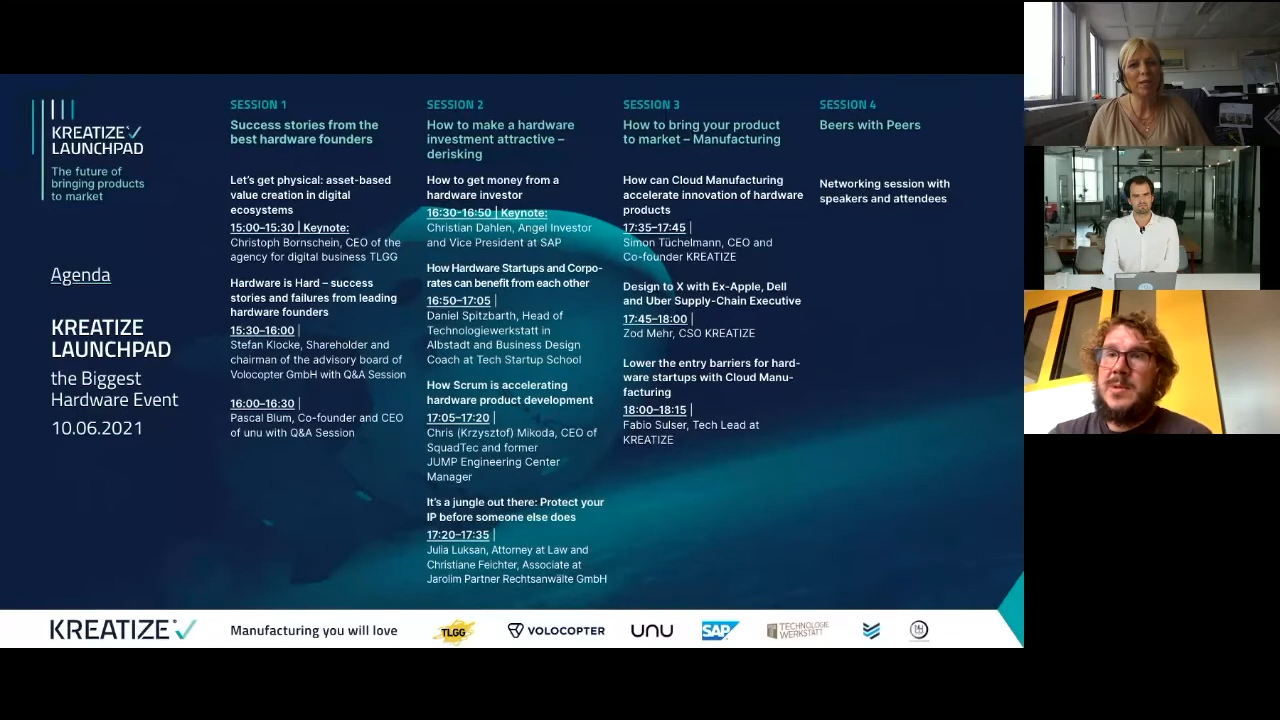 KREATIZE
LAUNCHPAD
The future of
bringing products
to market
Agenda
KREATIZE
LAUNCHPAD
the Biggest
Hardware Event
10.06.2021
SESSION 1
Success stories from the
best hardware founders
Let's get physical: asset-based
value creation in digital
ecosystems
15:00–15:30 | Keynote:
Christoph Bornschein, CEO of the
agency for digital business TLGG
Hardware is Hard – success
stories and failures from leading
hardware founders
15:30–16:00 |
Stefan Klocke, Shareholder and
chairman of the advisory board of
Volocopter GmbH with Q&A Session
16:00–16:30 |
Pascal Blum, Co-founder and CEO
of unu with Q&A Session
SESSION 2
How to make a hardware
investment attractive –
derisking
How to get money from a
hardware investor
16:30-16:50 | Keynote:
Christian Dahlen, Angel Investor
and Vice President at SAP
How Hardware Startups and Corpo-
rates can benefit from each other
16:50–17:05 |
Daniel Spitzbarth, Head of
Technologiewerkstatt in
Albstadt and Business Design
Coach at Tech Startup School
How Scrum is accelerating
hardware product development
17:05–17:20 |
Chris (Krzysztof) Mikoda, CEO of
SquadTec and former
JUMP Engineering Center
Manager
It's a jungle out there: Protect your
IP before someone else does
17:20–17:35 |
Julia Luksan, Attorney at Law and
Christiane Feichter, Associate at
Jarolim Partner Rechtsanwälte GmbH
SESSION 3
How to bring your product
to market – Manufacturing
How can Cloud Manufacturing
accelerate innovation of hardware
products
17:35–17:45 |
Simon Tüchelmann, CEO and
Co-founder KREATIZE
Design to X with Ex-Apple, Dell
and Uber Supply-Chain Executive
17:45–18:00 |
Zod Mehr, CSO KREATIZE
Lower the entry barriers for hard-
ware startups with Cloud Manu-
facturing
18:00–18:15 |
Fabio Sulser, Tech Lead at
KREATIZE
SESSION 4
Beers with Peers
Networking session with
speakers and attendees
KREATIZE
Manufacturing you will love
TLGG
VOLOCOPTER
unu
SAP
TECHNOLOGIE
WERKSTATT